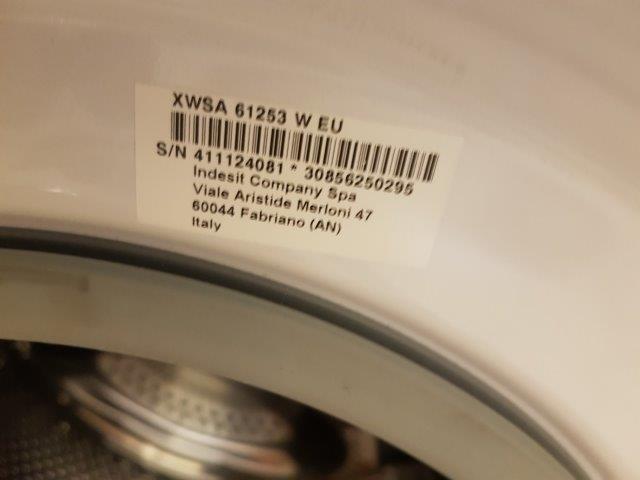 XWSA 61253 W EU
S/N 411124081 * 30856250295
Indesit Company Spa
Viale Aristide Merloni 47
60044 Fabriano (AN)
Italy